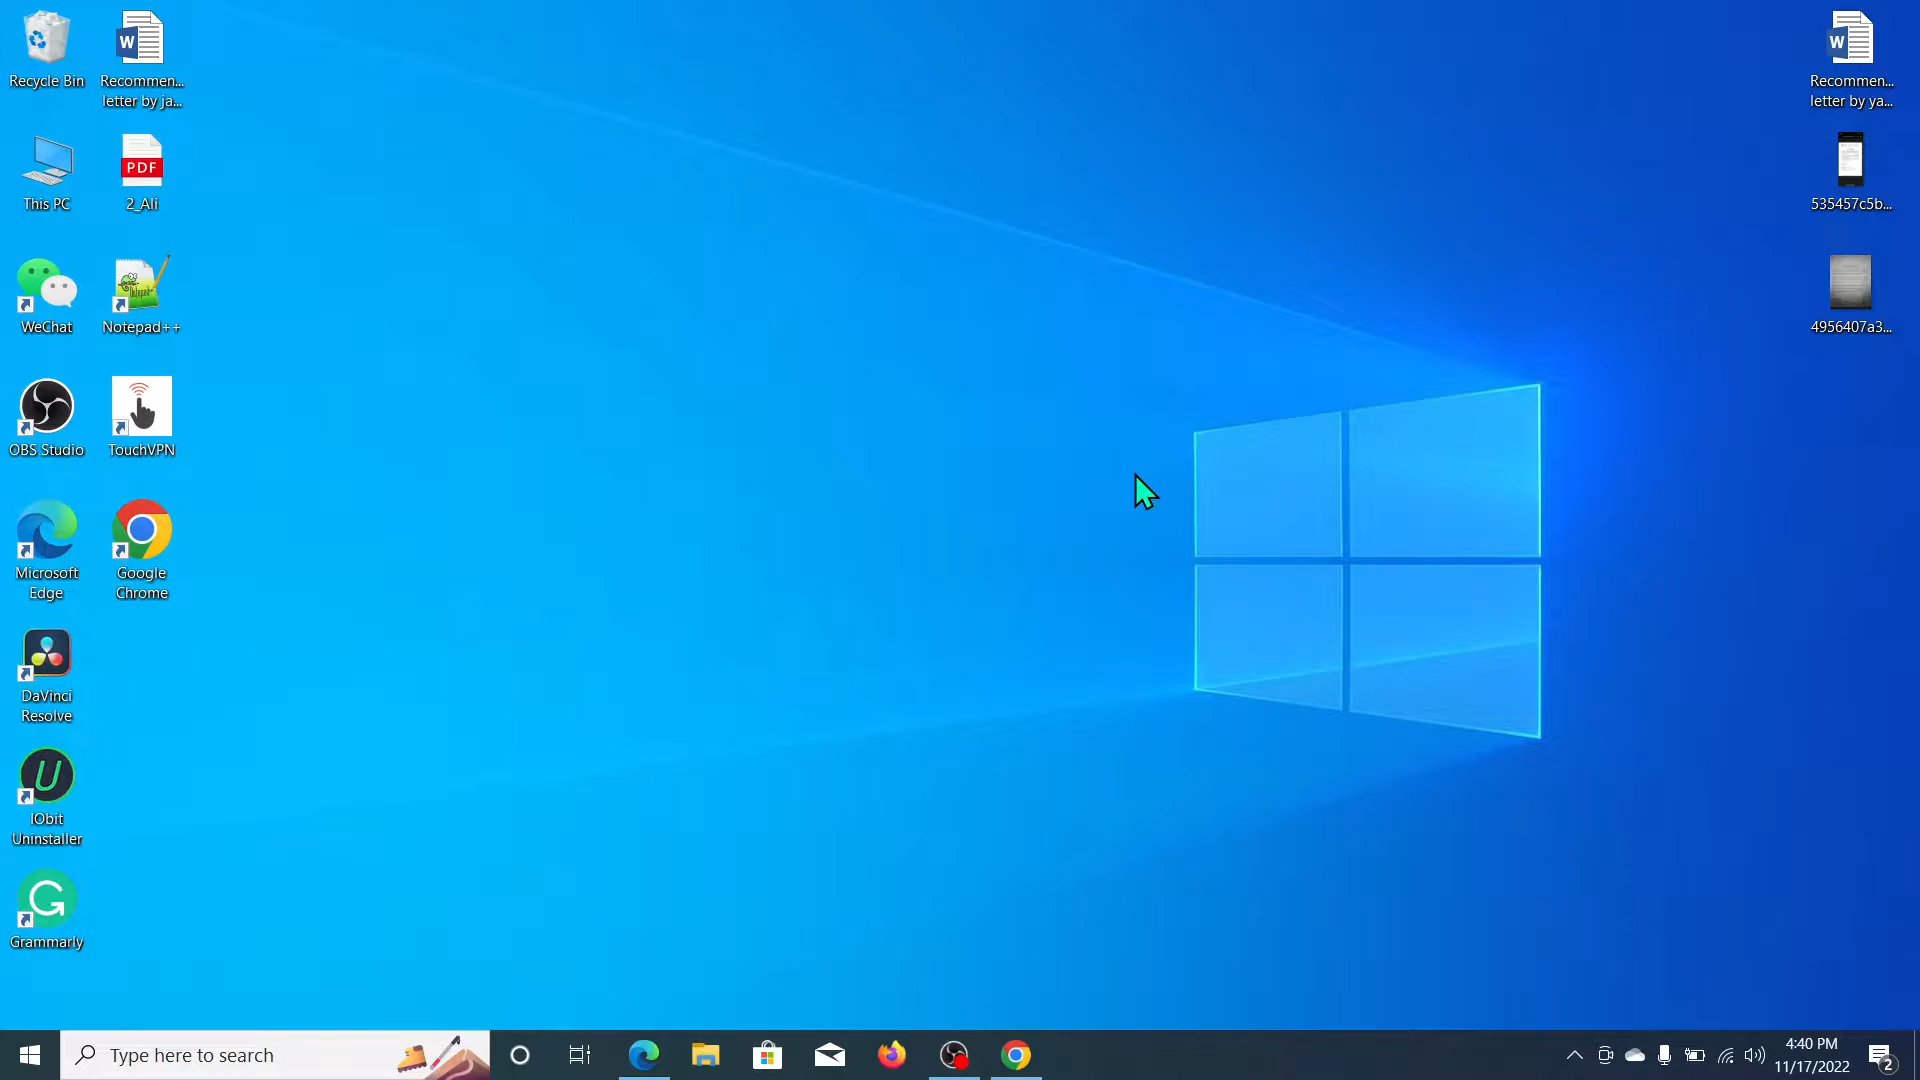 Recycle Bin
Recommen...
letter by ja...
This PC
PDF
2_Ali
WeChat
Notepad++
OBS Studio
TouchVPN
Microsoft
Edge
Google
Chrome
DaVinci
Resolve
IObit
Uninstaller
Grammarly
W
Recommen...
letter by ya...
535457c5b...
4956407a3...
Type here to search
4:40 PM
11/17/2022
2